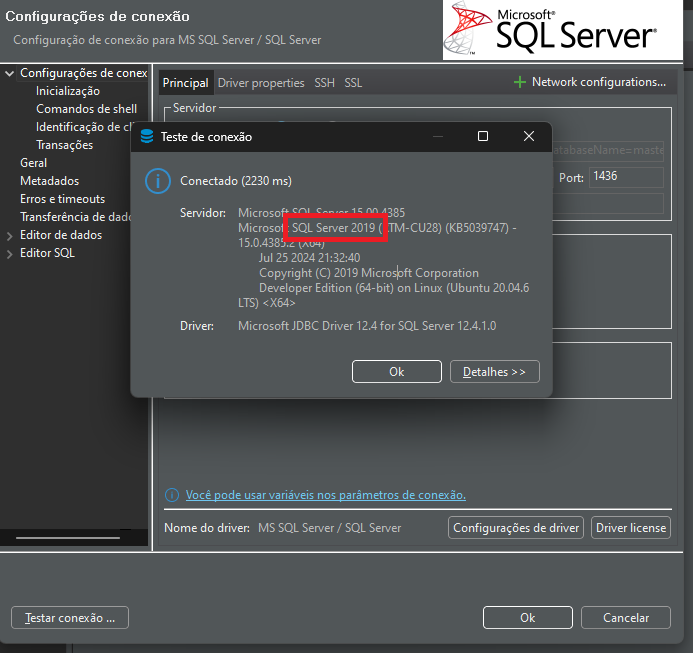 Configurações de conexão
Configuração de conexão para MS SQL Server / SQL Server
Microsoft®
SQL Server®
Configurações de conex
Inicialização
Comandos de shell
Identificação de cli
Transações
Geral
Metadados
Erros e timeouts
Transferência de dado
Editor de dados
Editor SQL
Principal
Driver properties
SSH
SSL
Network configurations...
Servidor
atabaseName=maste
Port:
1436
Teste de conexão
Conectado (2230 ms)
Servidor:
Microsoft SQL Server 15.00.4385
Microsoft SQL Server 2019 (RTM-CU28) (KB5039747) -
15.0.4385.2 (X64)
Jul 25 2024 21:32:40
Copyright (C) 2019 Microsoft Corporation
Developer Edition (64-bit) on Linux (Ubuntu 20.04.6
LTS) <X64>
Driver:
Microsoft JDBC Driver 12.4 for SQL Server 12.4.1.0
Ok
Detalhes >>
Você pode usar variáveis nos parâmetros de conexão.
Nome do driver:
MS SQL Server / SQL Server
Configurações de driver
Driver license
Testar conexão ...
Ok
Cancelar